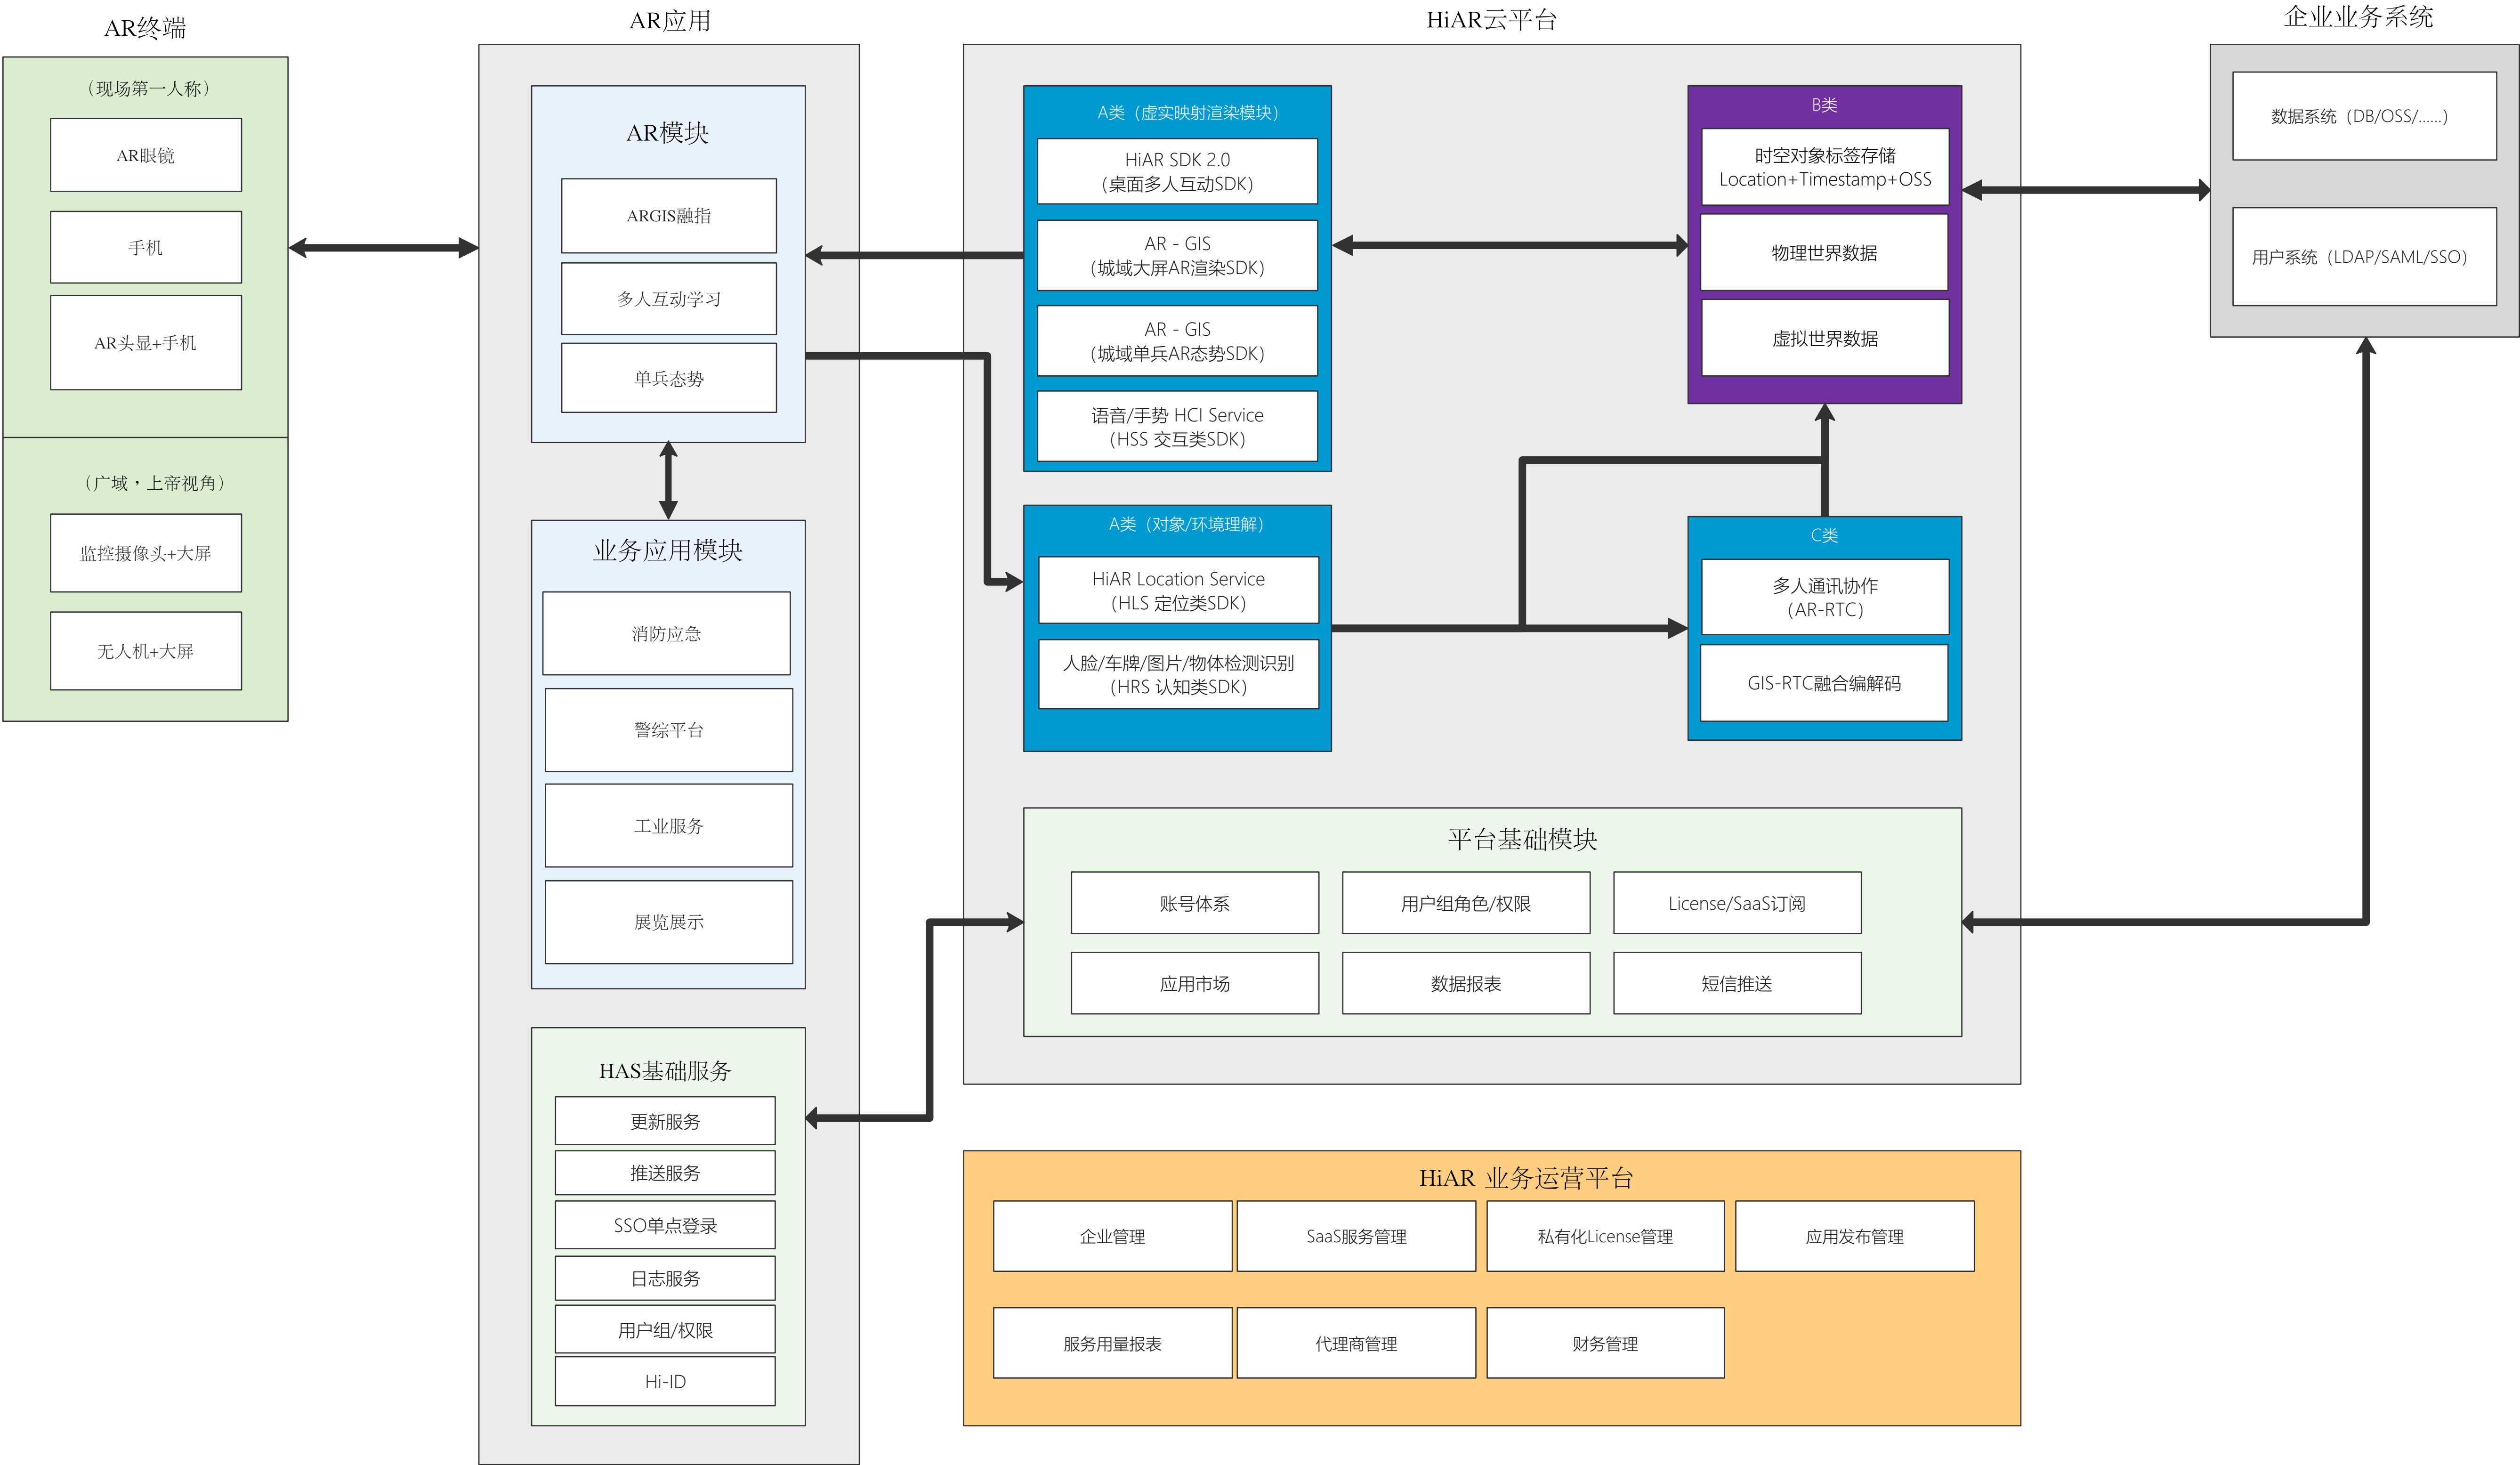 AR终端
（现场第一人称）
AR眼镜
手机
AR头显+手机
（广域，上帝视角）
监控摄像头+大屏
无人机+大屏
AR应用
AR模块
ARGIS融指
多人互动学习
单兵态势
业务应用模块
消防应急
警综平台
工业服务
展览展示
HAS基础服务
更新服务
推送服务
SSO单点登录
日志服务
用户组/权限
Hi-ID
HiAR云平台
A类（虚实映射渲染模块）
HiAR SDK 2.0
（桌面多人互动SDK）
AR - GIS
（城域大屏AR渲染SDK）
AR - GIS
（城域单兵AR态势SDK）
语音/手势 HCI Service
（HSS 交互类SDK）
A类（对象/环境理解）
HiAR Location Service
（HLS 定位类SDK）
人脸/车牌/图片/物体检测识别
（HRS 认知类SDK）
B类
时空对象标签存储
Location+Timestamp+OSS
物理世界数据
虚拟世界数据
C类
多人通讯协作
（AR-RTC）
GIS-RTC融合编解码
平台基础模块
账号体系
用户组角色/权限
License/SaaS订阅
应用市场
数据报表
短信推送
HiAR 业务运营平台
企业管理
SaaS服务管理
私有化License管理
应用发布管理
服务用量报表
代理商管理
财务管理
企业业务系统
数据系统（DB/OSS/......）
用户系统（LDAP/SAML/SSO）